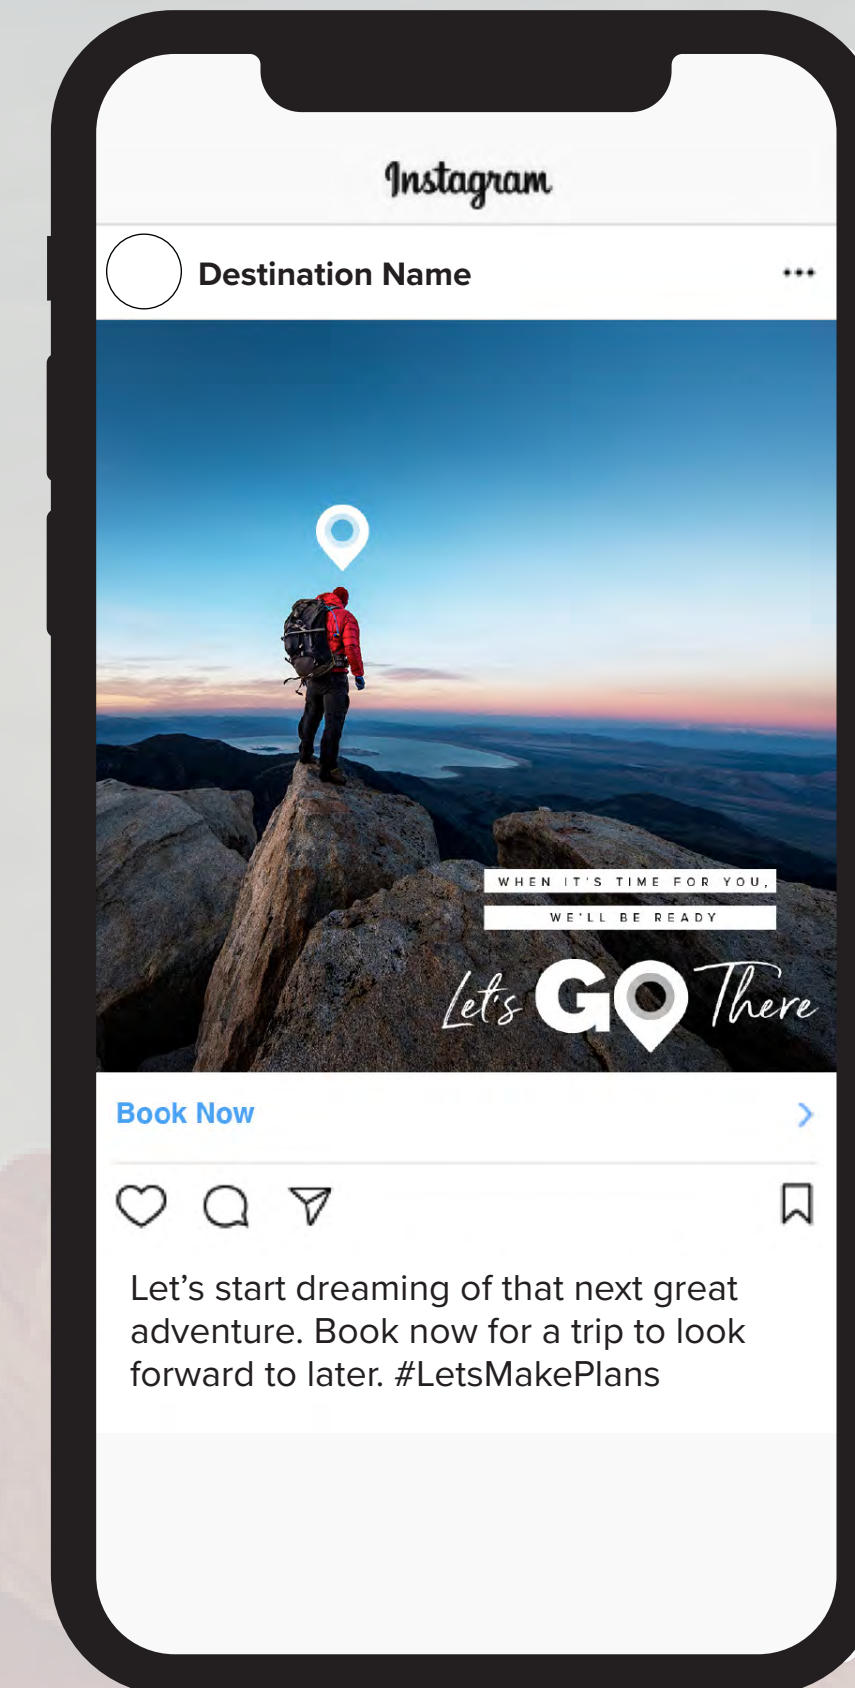 Instagram
Destination Name
WHEN IT'S TIME FOR YOU,
WE'LL BE READY
Let's GO There
Book Now
Let’s start dreaming of that next great
adventure. Book now for a trip to look
forward to later. #LetsMakePlans